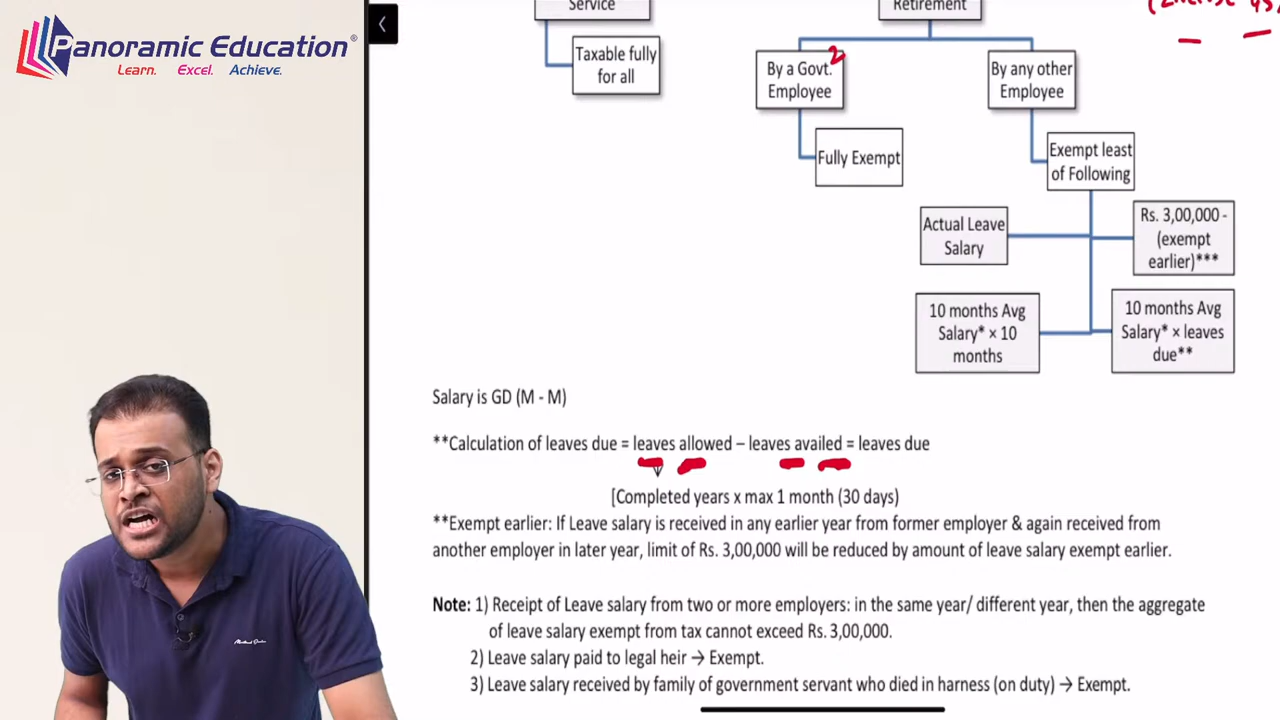 Panoramic Education
Learn. Excel. Achieve.
Service
Retirement
Taxable fully
for all
By a Govt.
Employee
2
By any other
Employee
Fully Exempt
Exempt least
of Following
Actual Leave
Salary
Rs. 3,00,000 -
(exempt
earlier)***
10 months Avg
Salary* × 10
months
10 months Avg
Salary* × leaves
due**
Salary is GD (M - M)
**Calculation of leaves due = leaves allowed – leaves availed = leaves due
[Completed years x max 1 month (30 days)
**Exempt earlier: If Leave salary is received in any earlier year from former employer & again received from
another employer in later year, limit of Rs. 3,00,000 will be reduced by amount of leave salary exempt earlier.
Note: 1) Receipt of Leave salary from two or more employers: in the same year/ different year, then the aggregate
of leave salary exempt from tax cannot exceed Rs. 3,00,000.
2) Leave salary paid to legal heir → Exempt.
3) Leave salary received by family of government servant who died in harness (on duty) → Exempt.